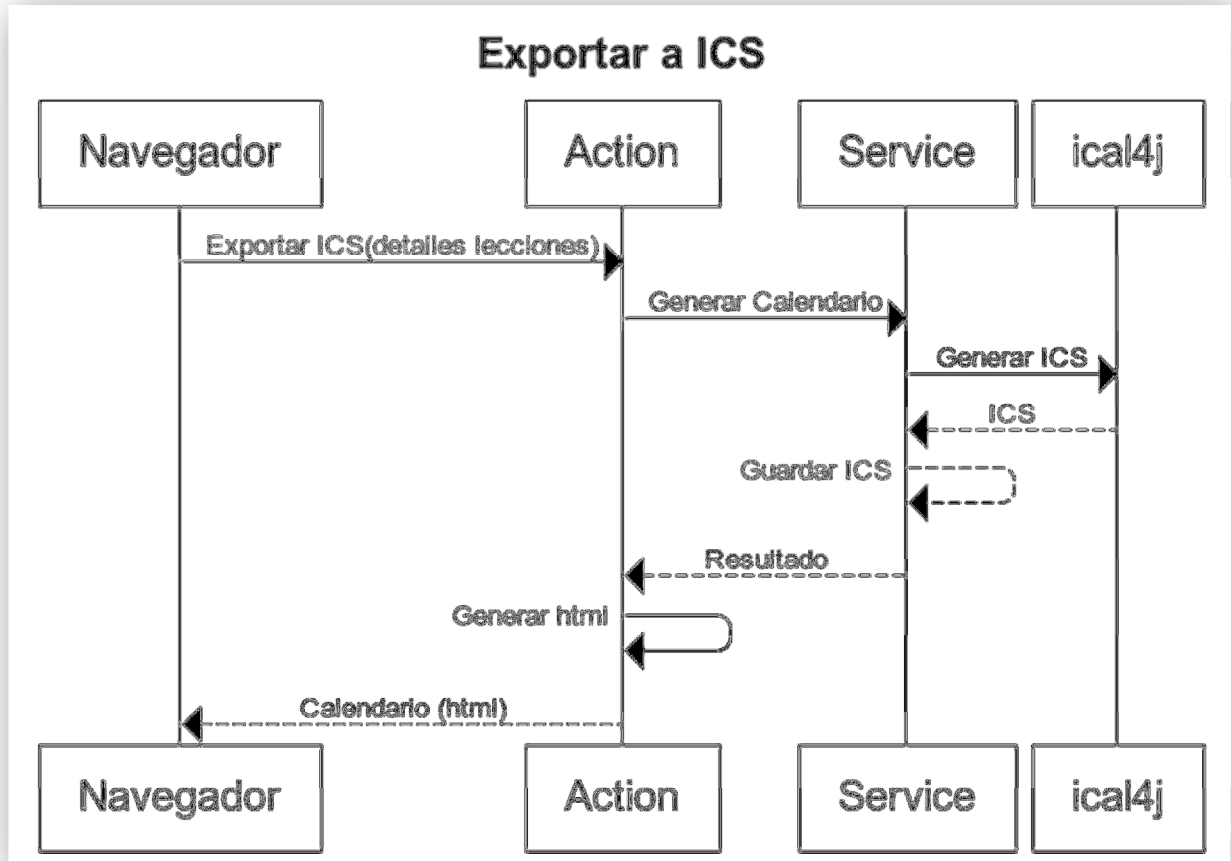 Exportar a ICS
Navegador
Action
Service
ical4j
Exportar ICS(detalles lecciones)
Generar Calendario
Generar ICS
ICS
Guardar ICS
Resultado
Generar html
Calendario (html)
Navegador
Action
Service
ical4j